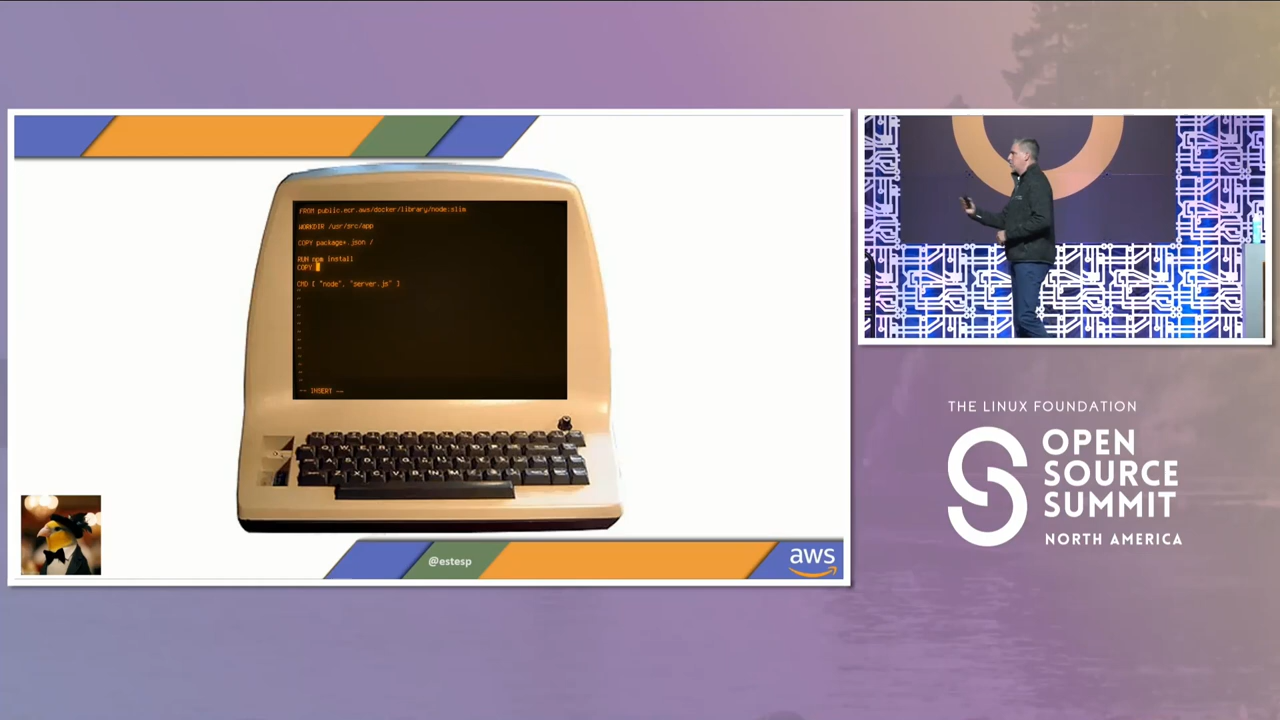 FROM public.ecr.aws/docker/library/node:slim
WORKDIR /usr/src/app
COPY package*.json /
RUN npm install
COPY
CMD [ "node", "server.js" ]
-- INSERT --
@estesp
aws
THE LINUX FOUNDATION
OPEN
SOURCE
SUMMIT
NORTH AMERICA